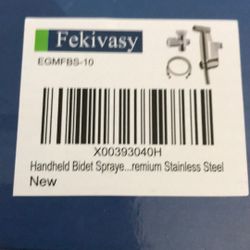 Fekivasy
EGMFBS-10
X00393040H
Handheld Bidet Spraye...remium Stainless Steel
New